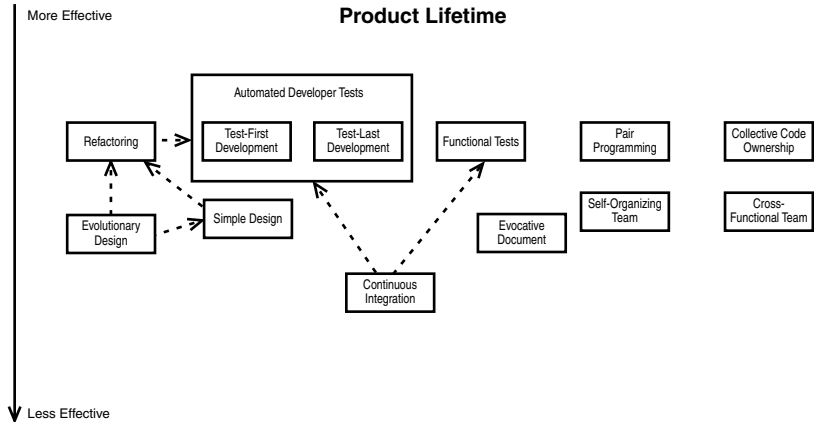 Product Lifetime
More Effective
Automated Developer Tests
Refactoring
Test-First
Development
Test-Last
Development
Functional Tests
Pair
Programming
Collective Code
Ownership
Evolutionary
Design
Simple Design
Evocative
Document
Self-Organizing
Team
Cross-
Functional Team
Continuous
Integration
Less Effective